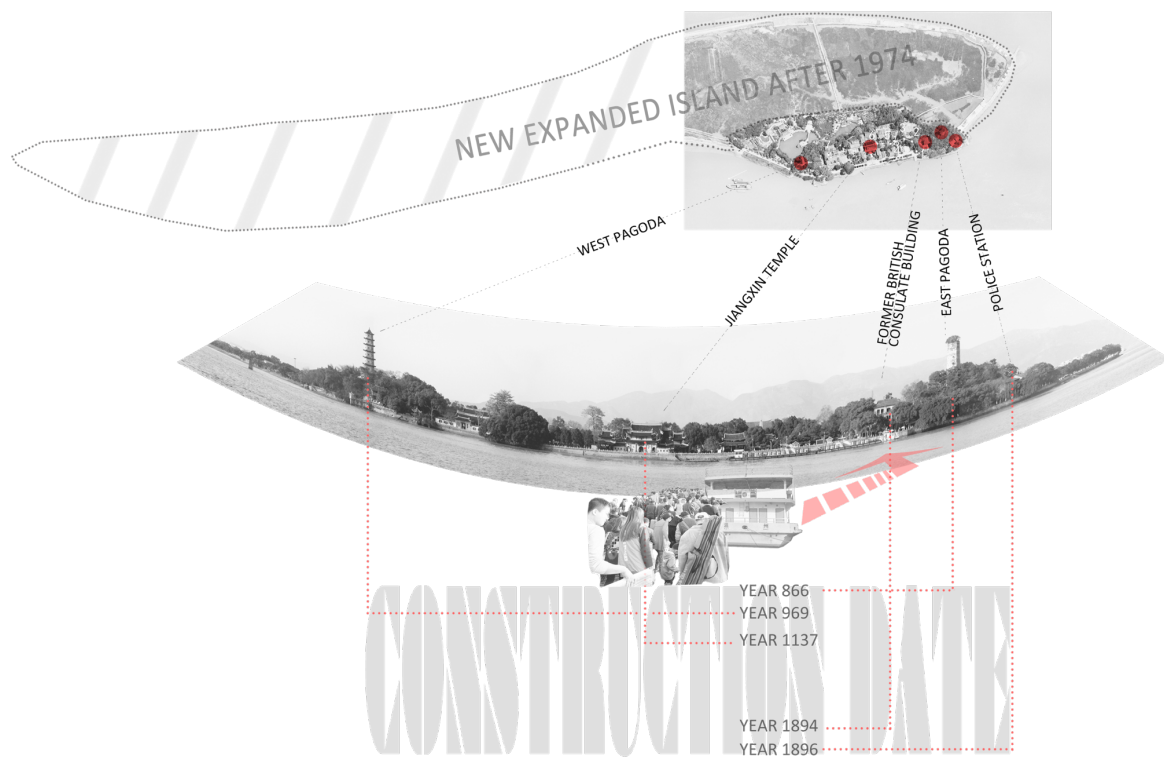 NEW EXPANDED ISLAND AFTER 1974
WEST PAGODA
JIANGXIN TEMPLE
FORMER BRITISH
CONSULATE BUILDING
EAST PAGODA
POLICE STATION
CONSTRUCTION DATE
YEAR 866
YEAR 969
YEAR 1137
YEAR 1894
YEAR 1896